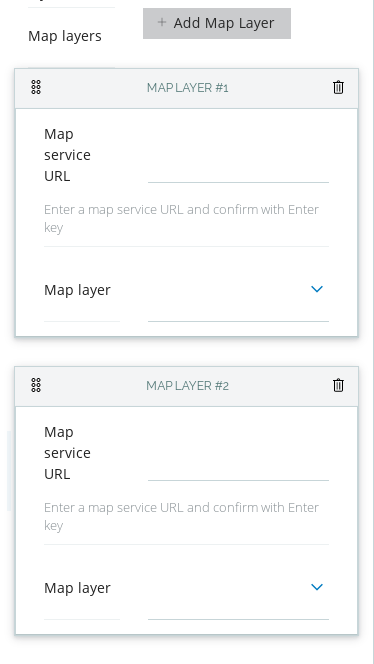 + Add Map Layer
Map layers
MAP LAYER #1
Map
service
URL
Enter a map service URL and confirm with Enter
key
Map layer
MAP LAYER #2
Map
service
URL
Enter a map service URL and confirm with Enter
key
Map layer